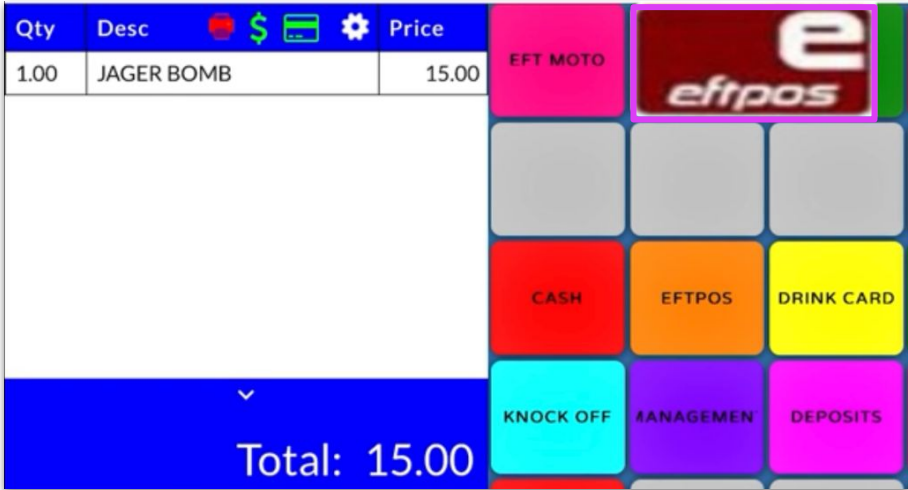 Qty Desc $ Price
1.00 JAGER BOMB 15.00
Total: 15.00
EFT MOTO
e
eftpos
CASH
EFTPOS
DRINK CARD
KNOCK OFF
MANAGEMEN
DEPOSITS